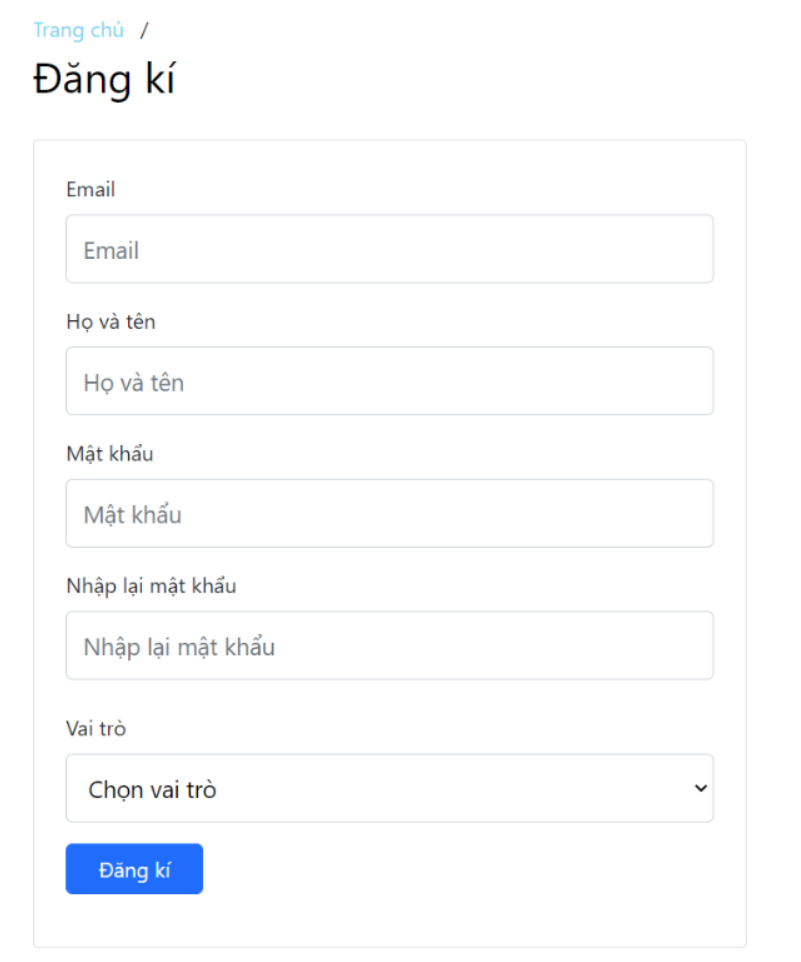 Trang chủ /
Đăng kí
Email
Email
Họ và tên
Họ và tên
Mật khẩu
Mật khẩu
Nhập lại mật khẩu
Nhập lại mật khẩu
Vai trò
Chọn vai trò
Đăng kí